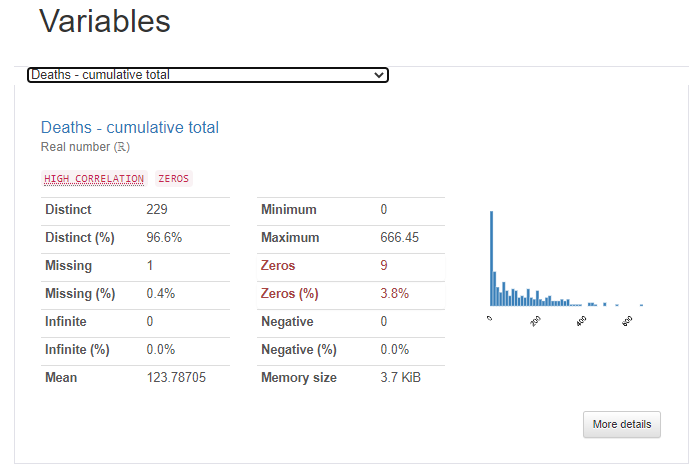 Variables
Deaths - cumulative total
Deaths - cumulative total
Real number (ℝ)
HIGH CORRELATION ZEROS
Distinct 229 Minimum 0
Distinct (%) 96.6% Maximum 666.45
Missing 1 Zeros 9
Missing (%) 0.4% Zeros (%) 3.8%
Infinite 0 Negative 0
Infinite (%) 0.0% Negative (%) 0.0%
Mean 123.78705 Memory size 3.7 KiB
0 200 400 600
More details